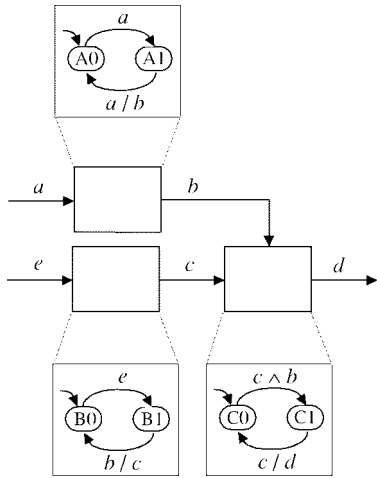 a
A0 A1
a / b
a b
e c d
e
B0 B1
b / c
c ∧ b
C0 C1
c / d